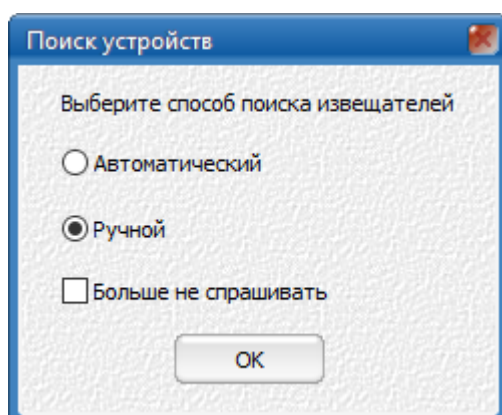 Поиск устройств
Выберите способ поиска извещателей
Автоматический
Ручной
Больше не спрашивать
OK